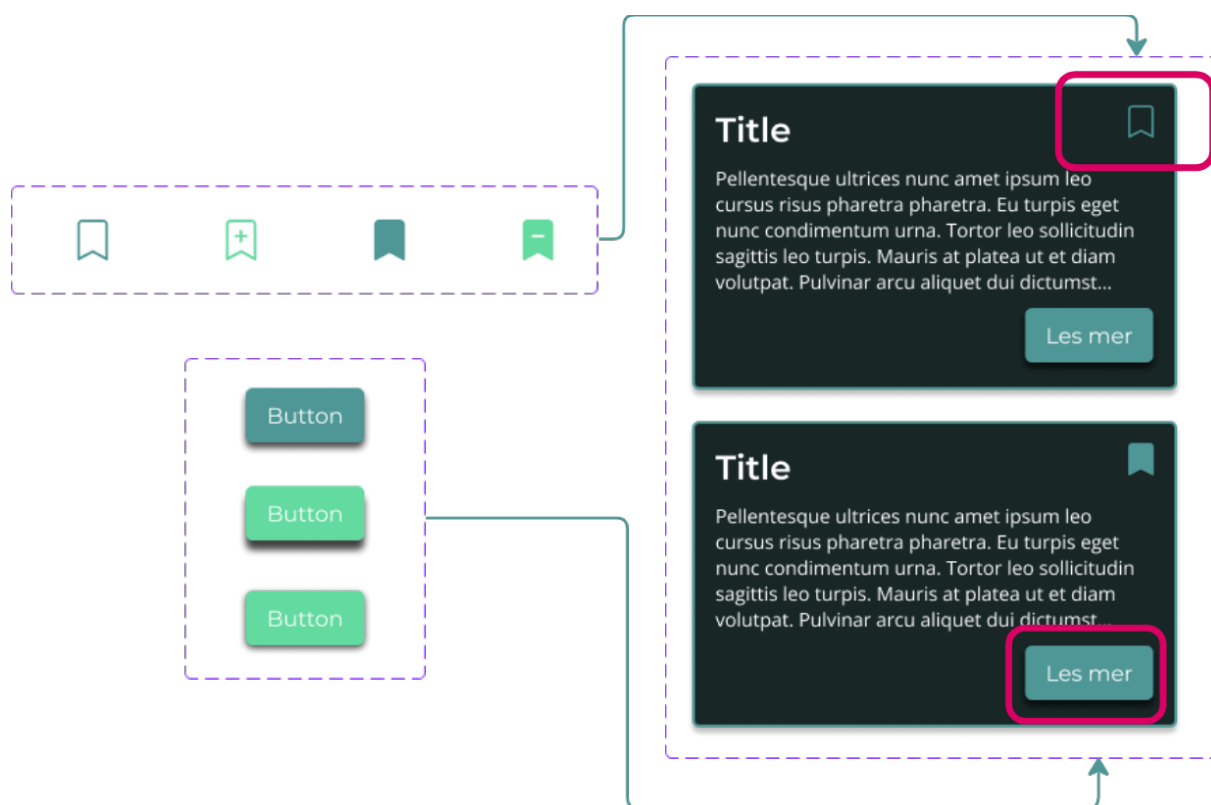 Title
Pellentesque ultrices nunc amet ipsum leo
cursus risus pharetra pharetra. Eu turpis eget
nunc condimentum urna. Tortor leo sollicitudin
sagittis leo turpis. Mauris at platea ut et diam
volutpat. Pulvinar arcu aliquet dui dictumst...
Les mer
Button
Button
Button
Title
Pellentesque ultrices nunc amet ipsum leo
cursus risus pharetra pharetra. Eu turpis eget
nunc condimentum urna. Tortor leo sollicitudin
sagittis leo turpis. Mauris at platea ut et diam
volutpat. Pulvinar arcu aliquet dui dictumst...
Les mer